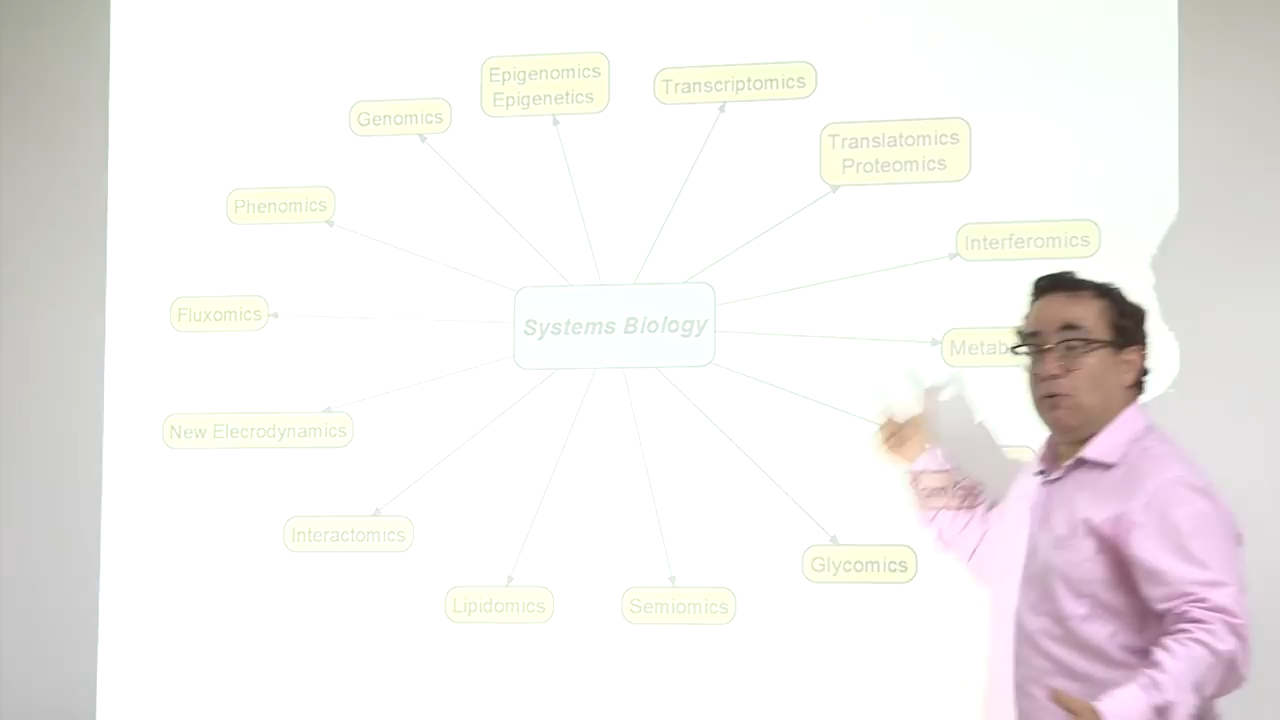 Epigenomics
Epigenetics
Transcriptomics
Genomics
Translatomics
Proteomics
Phenomics
Interferomics
Fluxomics
Systems Biology
New Elecrodynamics
Interactomics
Glycomics
Lipidomics
Semiomics